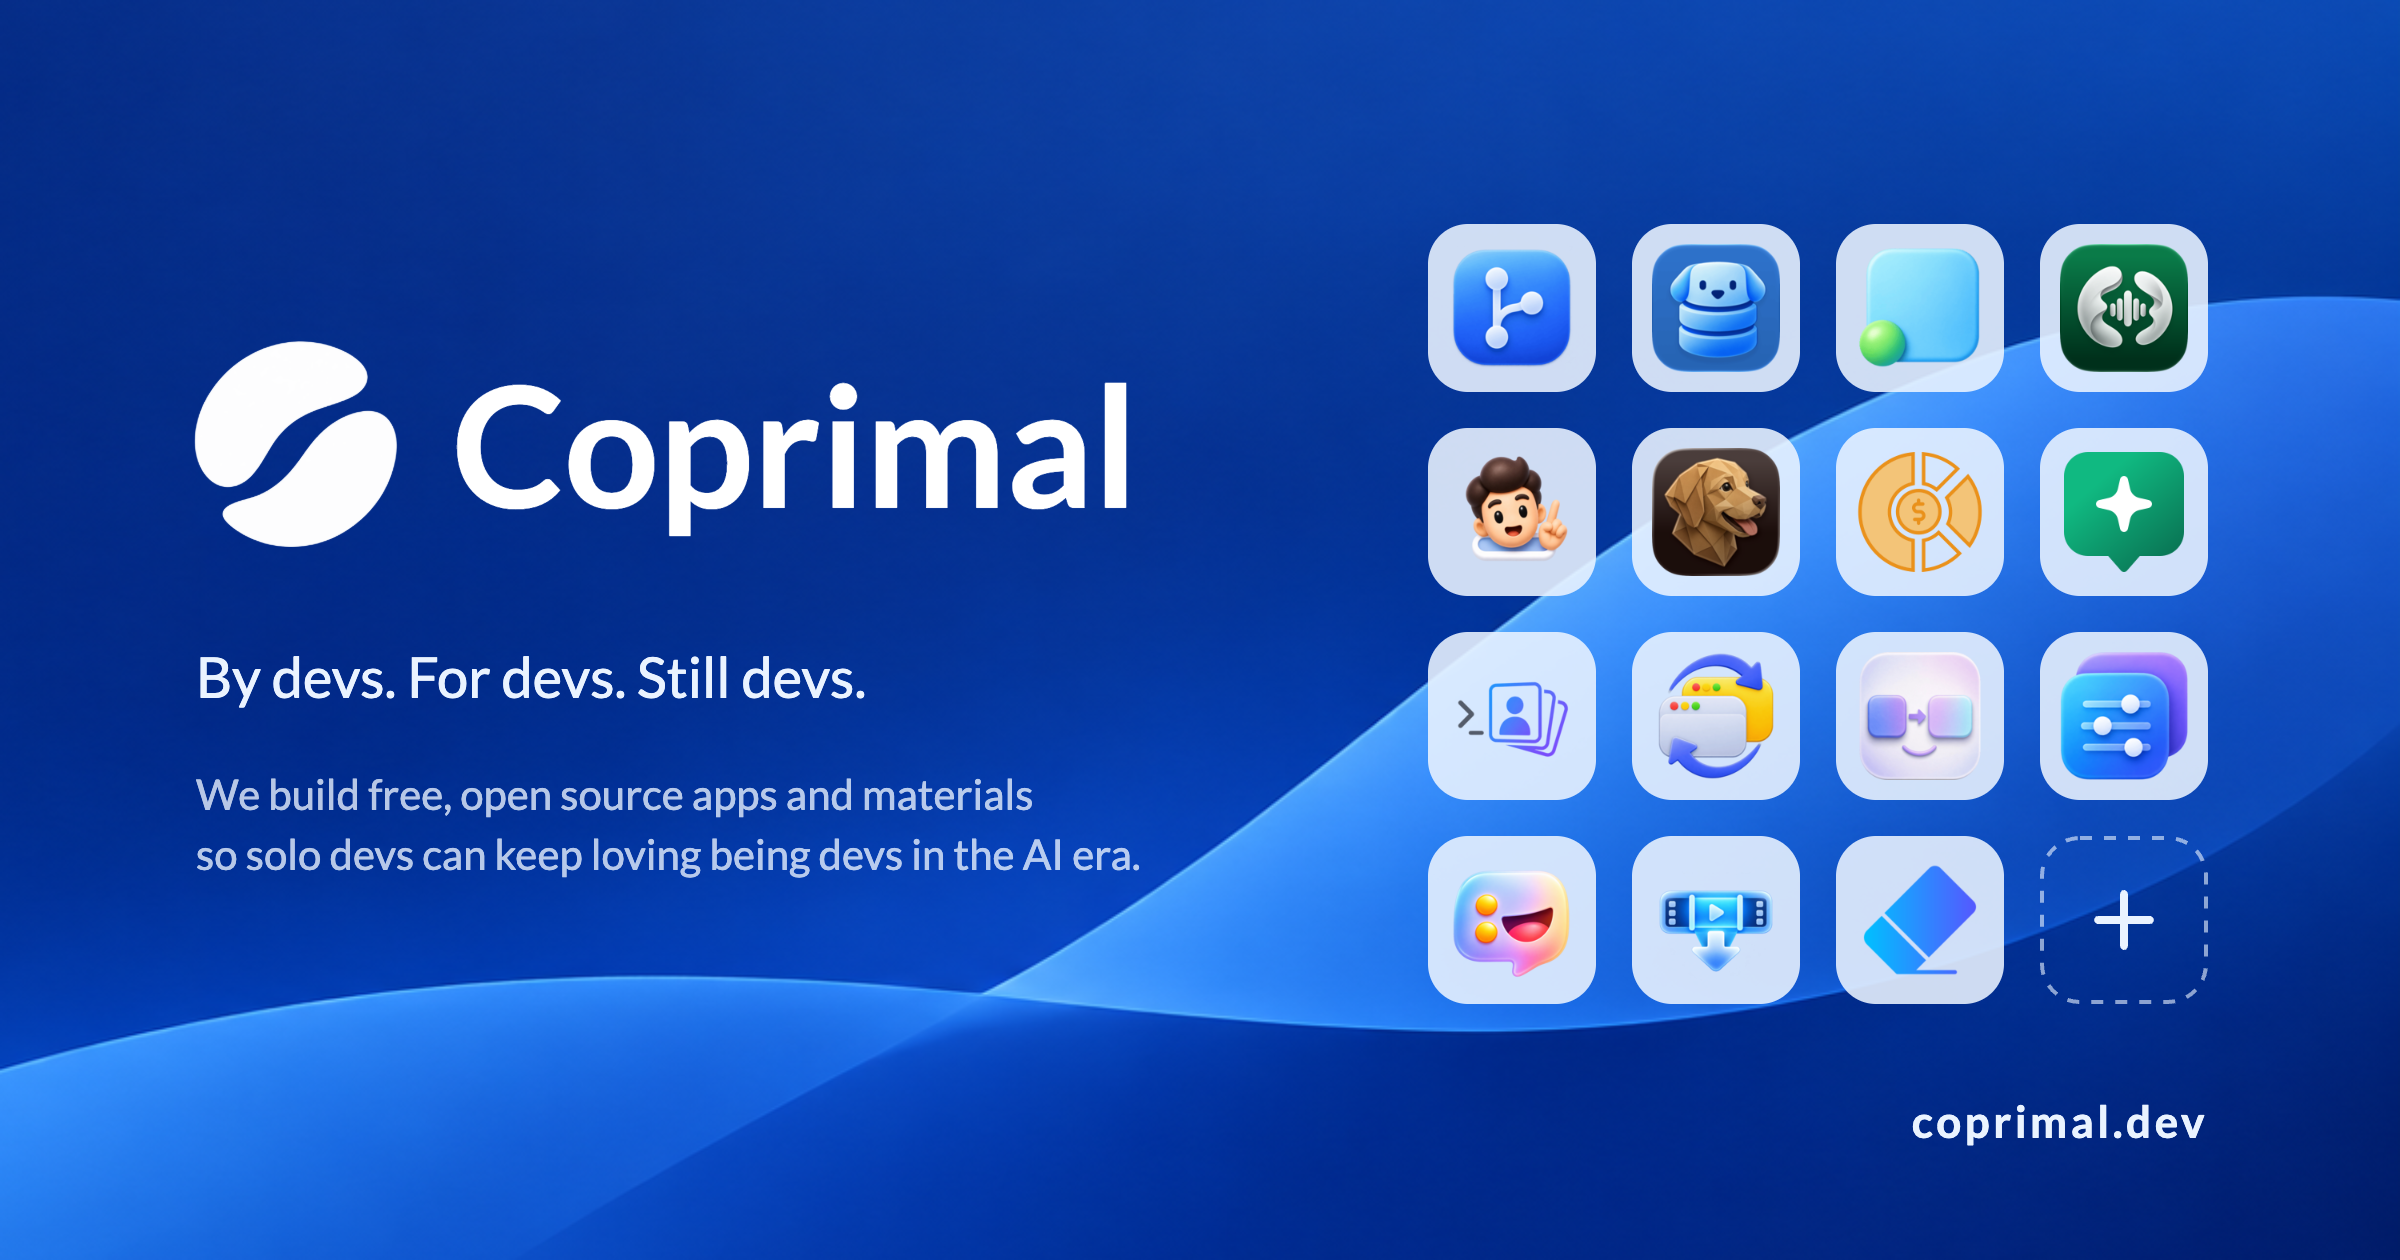 Coprimal
By devs. For devs. Still devs.
We build free, open source apps and materials
so solo devs can keep loving being devs in the AI era.
$
>_
coprimal.dev